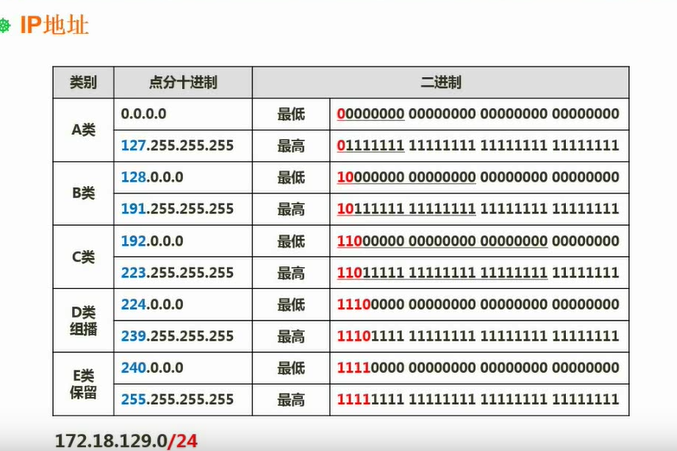 IP地址
类别 点分十进制 二进制
A类 0.0.0.0 最低 00000000 00000000 00000000 00000000
127.255.255.255 最高 01111111 11111111 11111111 11111111
B类 128.0.0.0 最低 10000000 00000000 00000000 00000000
191.255.255.255 最高 10111111 11111111 11111111 11111111
C类 192.0.0.0 最低 11000000 00000000 00000000 00000000
223.255.255.255 最高 11011111 11111111 11111111 11111111
D类 组播 224.0.0.0 最低 11100000 00000000 00000000 00000000
239.255.255.255 最高 11101111 11111111 11111111 11111111
E类 保留 240.0.0.0 最低 11110000 00000000 00000000 00000000
255.255.255.255 最高 11111111 11111111 11111111 11111111
172.18.129.0/24